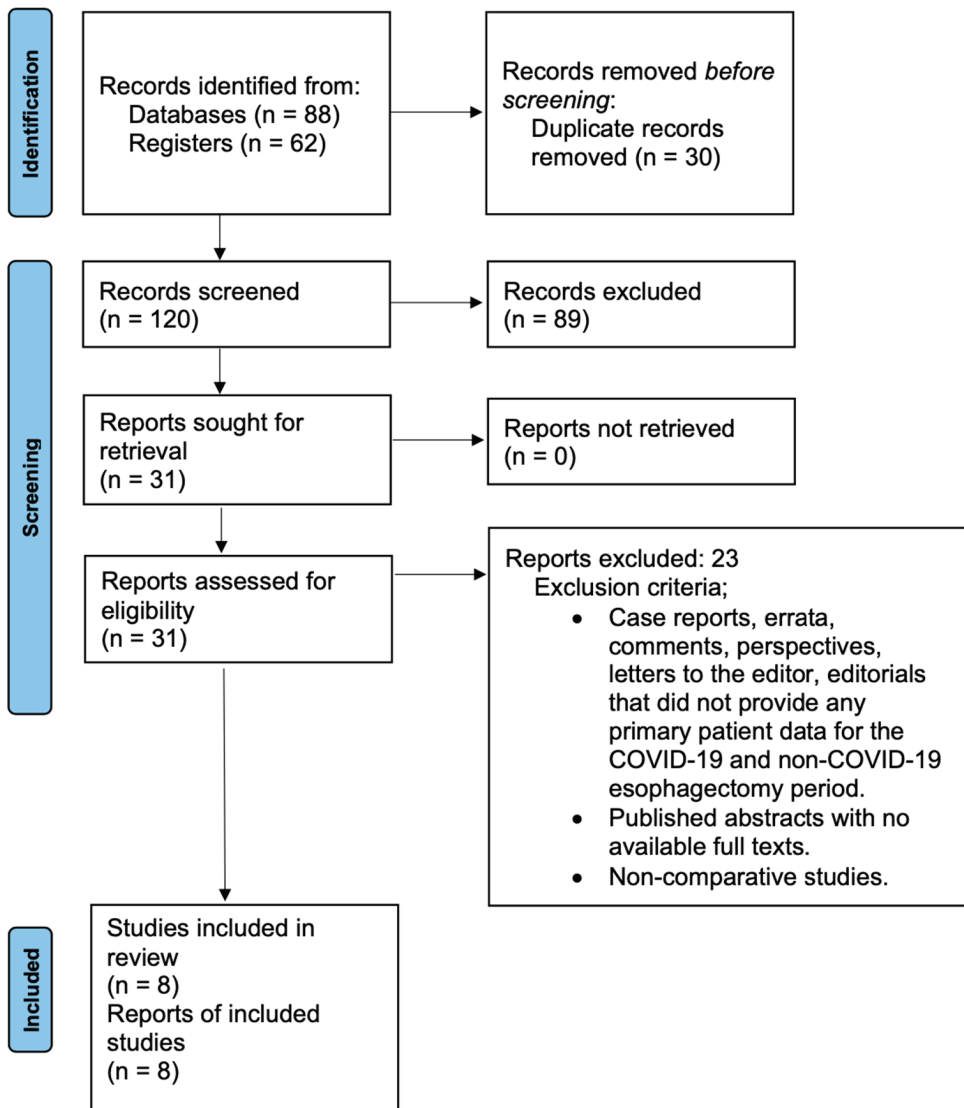 Identification
Records identified from:
Databases (n = 88)
Registers (n = 62)
Records removed before
screening:
Duplicate records
removed (n = 30)
Screening
Records screened
(n = 120)
Records excluded
(n = 89)
Reports sought for
retrieval
(n = 31)
Reports not retrieved
(n = 0)
Reports assessed for
eligibility
(n = 31)
Reports excluded: 23
Exclusion criteria;
• Case reports, errata,
comments, perspectives,
letters to the editor, editorials
that did not provide any
primary patient data for the
COVID-19 and non-COVID-19
esophagectomy period.
• Published abstracts with no
available full texts.
• Non-comparative studies.
Included
Studies included in
review
(n = 8)
Reports of included
studies
(n = 8)